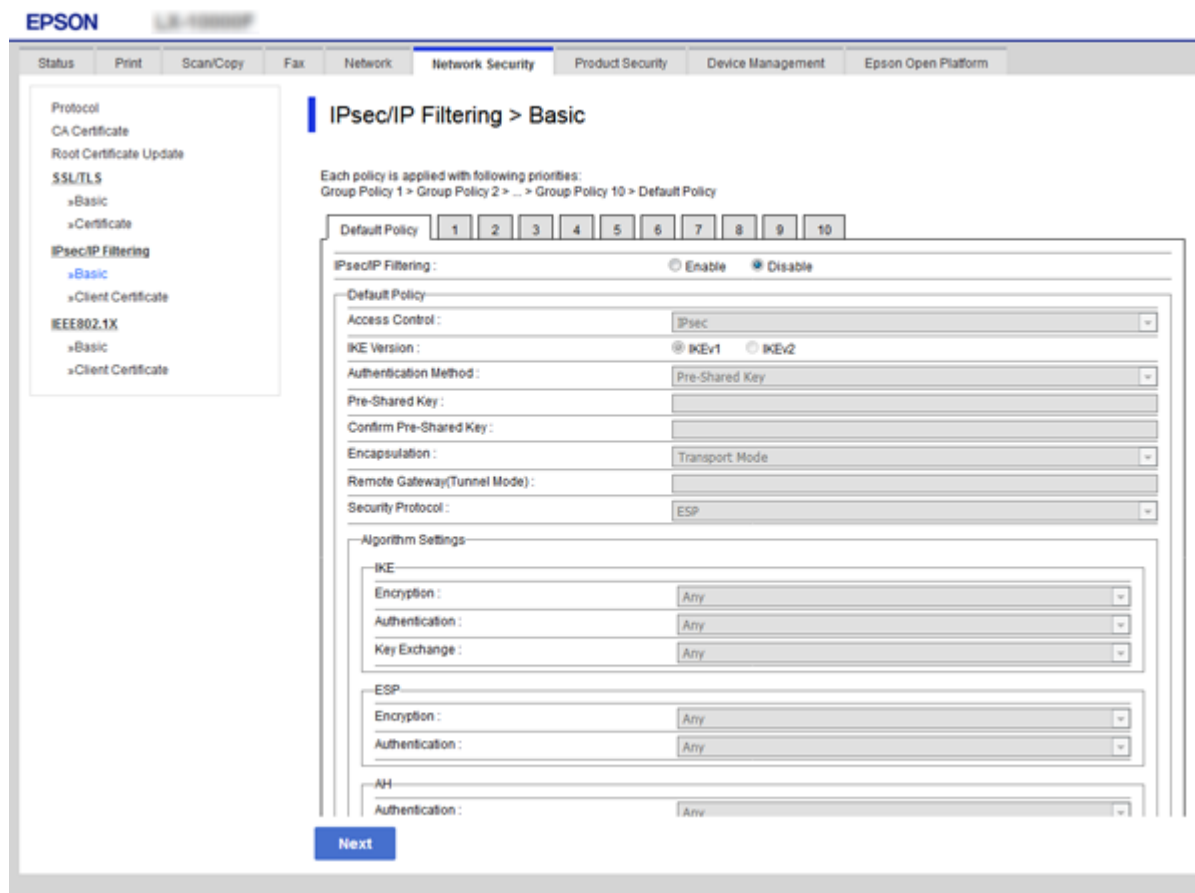 EPSON
Status Print Scan/Copy Fax Network Network Security Product Security Device Management Epson Open Platform
Protocol
CA Certificate
Root Certificate Update
SSL/TLS
»Basic
»Certificate
IPsec/IP Filtering
»Basic
»Client Certificate
IEEE802.1X
»Basic
»Client Certificate
IPsec/IP Filtering > Basic
Each policy is applied with following priorities:
Group Policy 1 > Group Policy 2 > ... > Group Policy 10 > Default Policy
Default Policy 1 2 3 4 5 6 7 8 9 10
IPsec/IP Filtering : Enable Disable
Default Policy
Access Control : IPsec
IKE Version : IKEv1 IKEv2
Authentication Method : Pre-Shared Key
Pre-Shared Key :
Confirm Pre-Shared Key :
Encapsulation : Transport Mode
Remote Gateway(Tunnel Mode) :
Security Protocol : ESP
Algorithm Settings
IKE
Encryption : Any
Authentication : Any
Key Exchange : Any
ESP
Encryption : Any
Authentication : Any
AH
Authentication : Any
Next